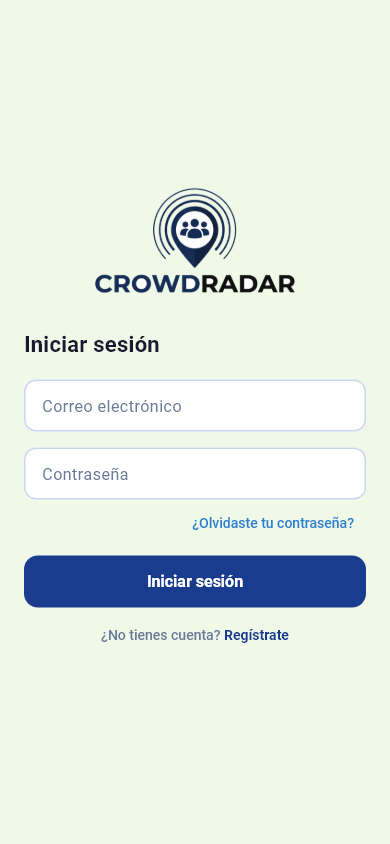 CROWDRADAR
Iniciar sesión
Correo electrónico
Contraseña
¿Olvidaste tu contraseña?
Iniciar sesión
¿No tienes cuenta? Regístrate